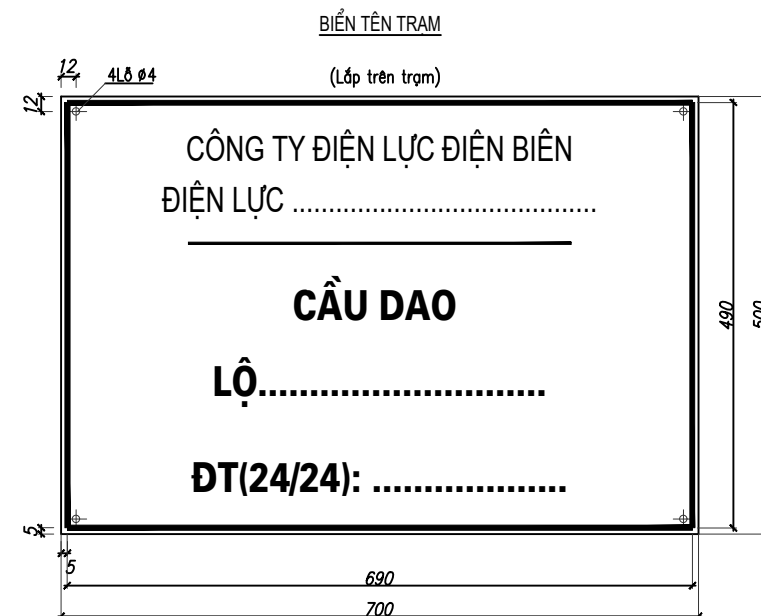 BIỂN TÊN TRẠM
12
4Lỗ ø4
(Lắp trên trạm)
12
CÔNG TY ĐIỆN LỰC ĐIỆN BIÊN
ĐIỆN LỰC ..........................................
CẦU DAO
LỘ............................
ĐT(24/24): ...................
490
500
5
5
690
700